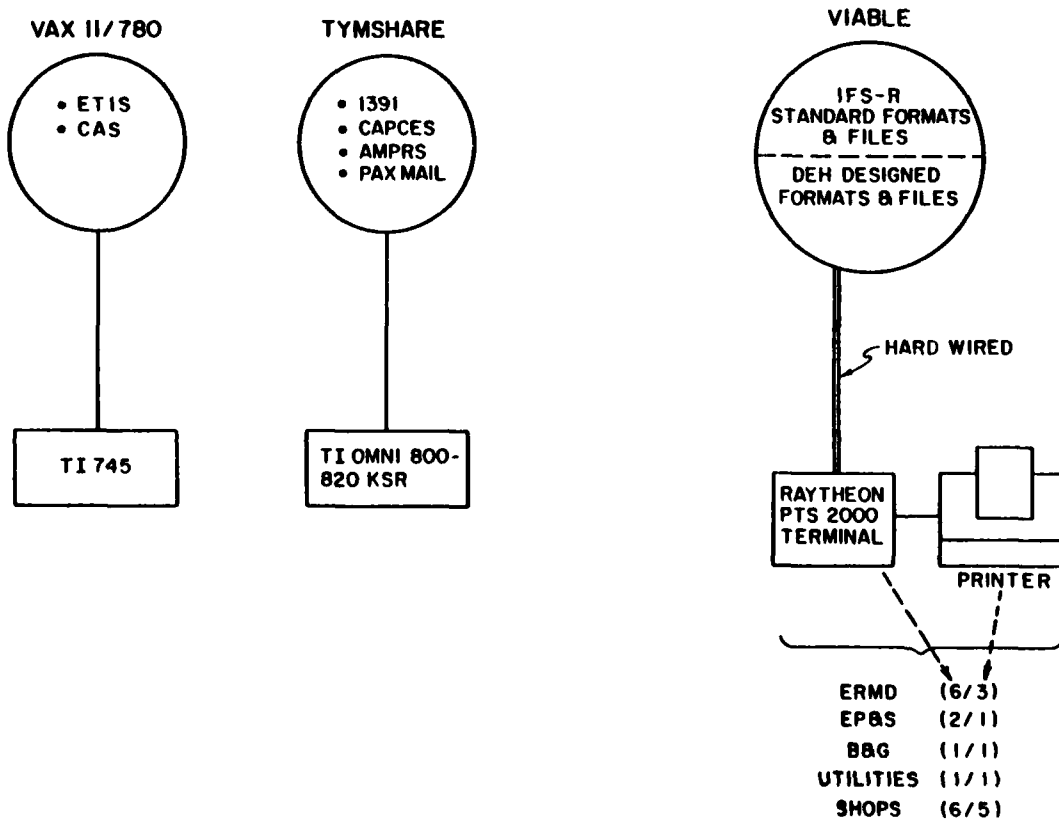 VAX 11/780
• ETIS
• CAS
TI 745
TYMSHARE
• 1391
• CAPCES
• AMPRS
• PAX MAIL
TI OMNI 800-
820 KSR
VIABLE
IFS-R
STANDARD FORMATS
& FILES
DEH DESIGNED
FORMATS & FILES
HARD WIRED
RAYTHEON
PTS 2000
TERMINAL
PRINTER
ERMD (6/3)
EP&S (2/1)
B&G (1/1)
UTILITIES (1/1)
SHOPS (6/5)